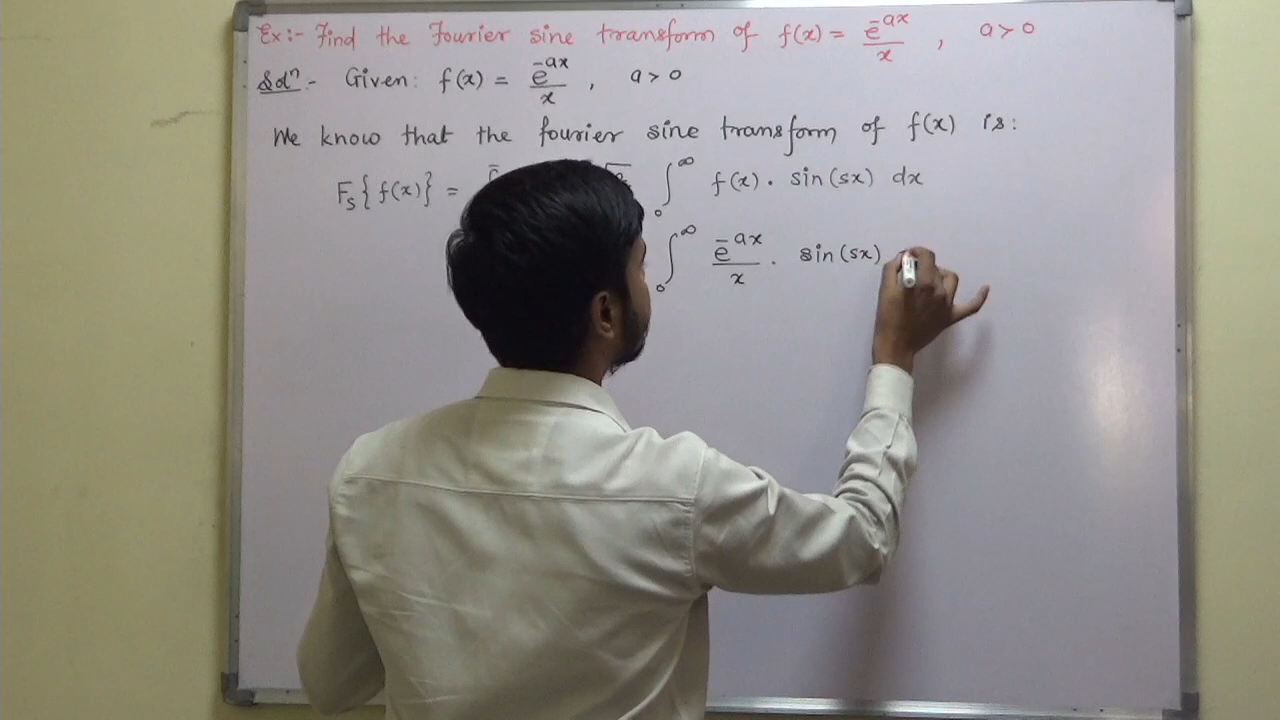 Ex:- Find the Fourier sine transform of f(x) = e^-ax/x , a > 0
Solⁿ:- Given: f(x) = e^-ax/x , a > 0
We know that the fourier sine transform of f(x) is:
F_s{f(x)} = ∫_0^∞ f(x) . sin(sx) dx
∫_0^∞ e^-ax/x . sin(sx)